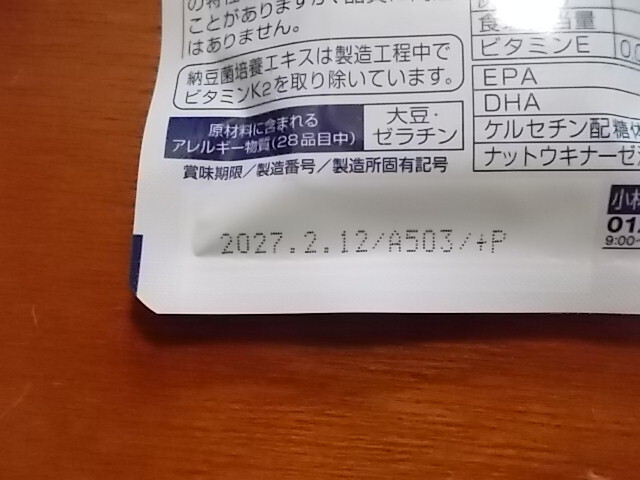 ことがありますが、品質に
はありません。
納豆菌培養エキスは製造工程中で
ビタミンK2を取り除いています。
原材料に含まれる
アレルギー物質(28品目中)
大豆・
ゼラチン
賞味期限/製造番号/製造所固有記号
2027.2.12/A503/+P
ビタミンE
EPA
DHA
ケルセチン配糖体
ナットウキナーゼ
小林
9:00